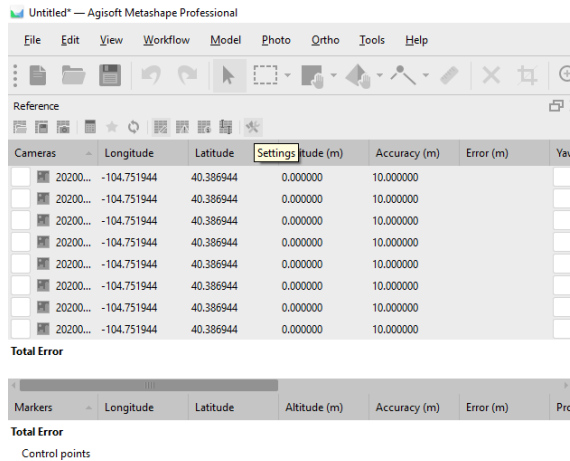 Untitled* — Agisoft Metashape Professional
File Edit View Workflow Model Photo Ortho Tools Help
Reference
Cameras Longitude Latitude Settings itude (m) Accuracy (m) Error (m) Yaw
20200... -104.751944 40.386944 0.000000 10.000000
20200... -104.751944 40.386944 0.000000 10.000000
20200... -104.751944 40.386944 0.000000 10.000000
20200... -104.751944 40.386944 0.000000 10.000000
20200... -104.751944 40.386944 0.000000 10.000000
20200... -104.751944 40.386944 0.000000 10.000000
20200... -104.751944 40.386944 0.000000 10.000000
20200... -104.751944 40.386944 0.000000 10.000000
Total Error
Markers Longitude Latitude Altitude (m) Accuracy (m) Error (m) Pro
Total Error
Control points